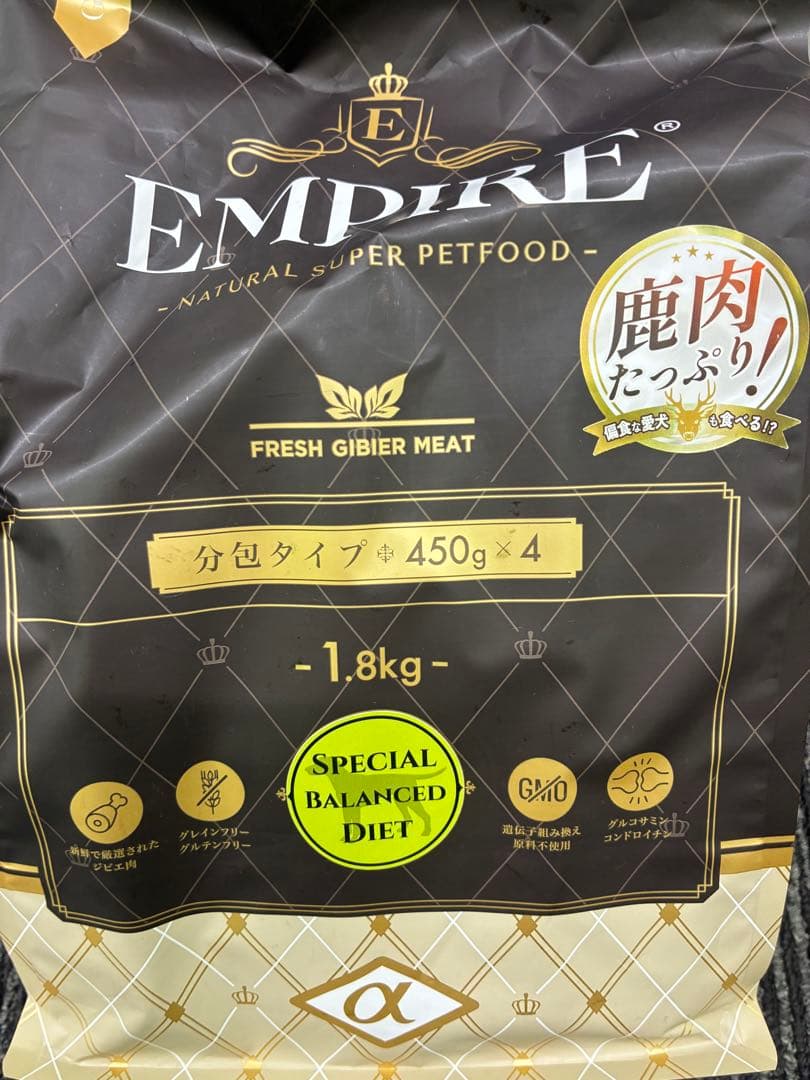 E
EMPIRE®
- NATURAL SUPER PETFOOD -
鹿肉
たっぷり!
偏食な愛犬も食べる!?
FRESH GIBIER MEAT
分包タイプ 450g×4
-1.8kg-
SPECIAL
BALANCED
DIET
新鮮で厳選された
ジビエ肉
グレインフリー
グルテンフリー
GMO
遺伝子組み換え
原料不使用
グルコサミン
コンドロイチン
α